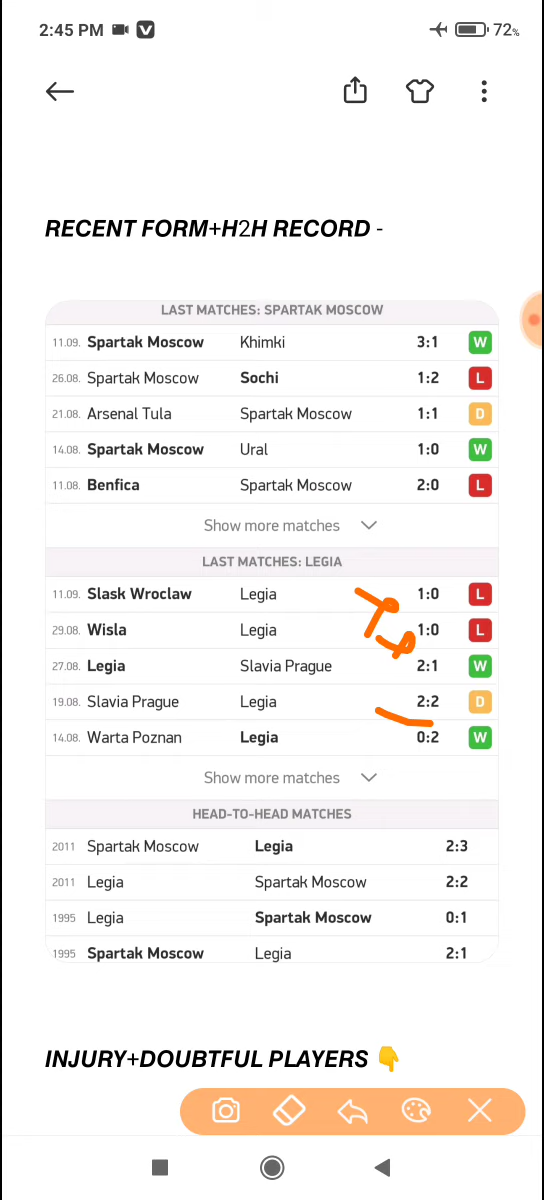 2:45 PM 72%
RECENT FORM+H2H RECORD -
LAST MATCHES: SPARTAK MOSCOW
11.09. Spartak Moscow Khimki 3:1 W
26.08. Spartak Moscow Sochi 1:2 L
21.08. Arsenal Tula Spartak Moscow 1:1 D
14.08. Spartak Moscow Ural 1:0 W
11.08. Benfica Spartak Moscow 2:0 L
Show more matches
LAST MATCHES: LEGIA
11.09. Slask Wroclaw Legia 1:0 L
29.08. Wisla Legia 1:0 L
27.08. Legia Slavia Prague 2:1 W
19.08. Slavia Prague Legia 2:2 D
14.08. Warta Poznan Legia 0:2 W
Show more matches
HEAD-TO-HEAD MATCHES
2011 Spartak Moscow Legia 2:3
2011 Legia Spartak Moscow 2:2
1995 Legia Spartak Moscow 0:1
1995 Spartak Moscow Legia 2:1
INJURY+DOUBTFUL PLAYERS 👇